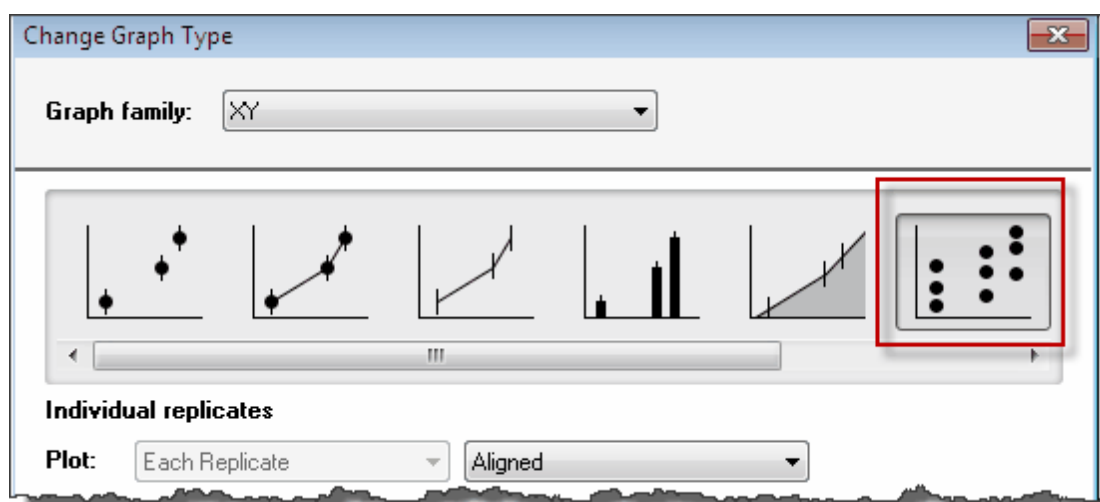 Change Graph Type
Graph family: XY
Individual replicates
Plot: Each Replicate Aligned